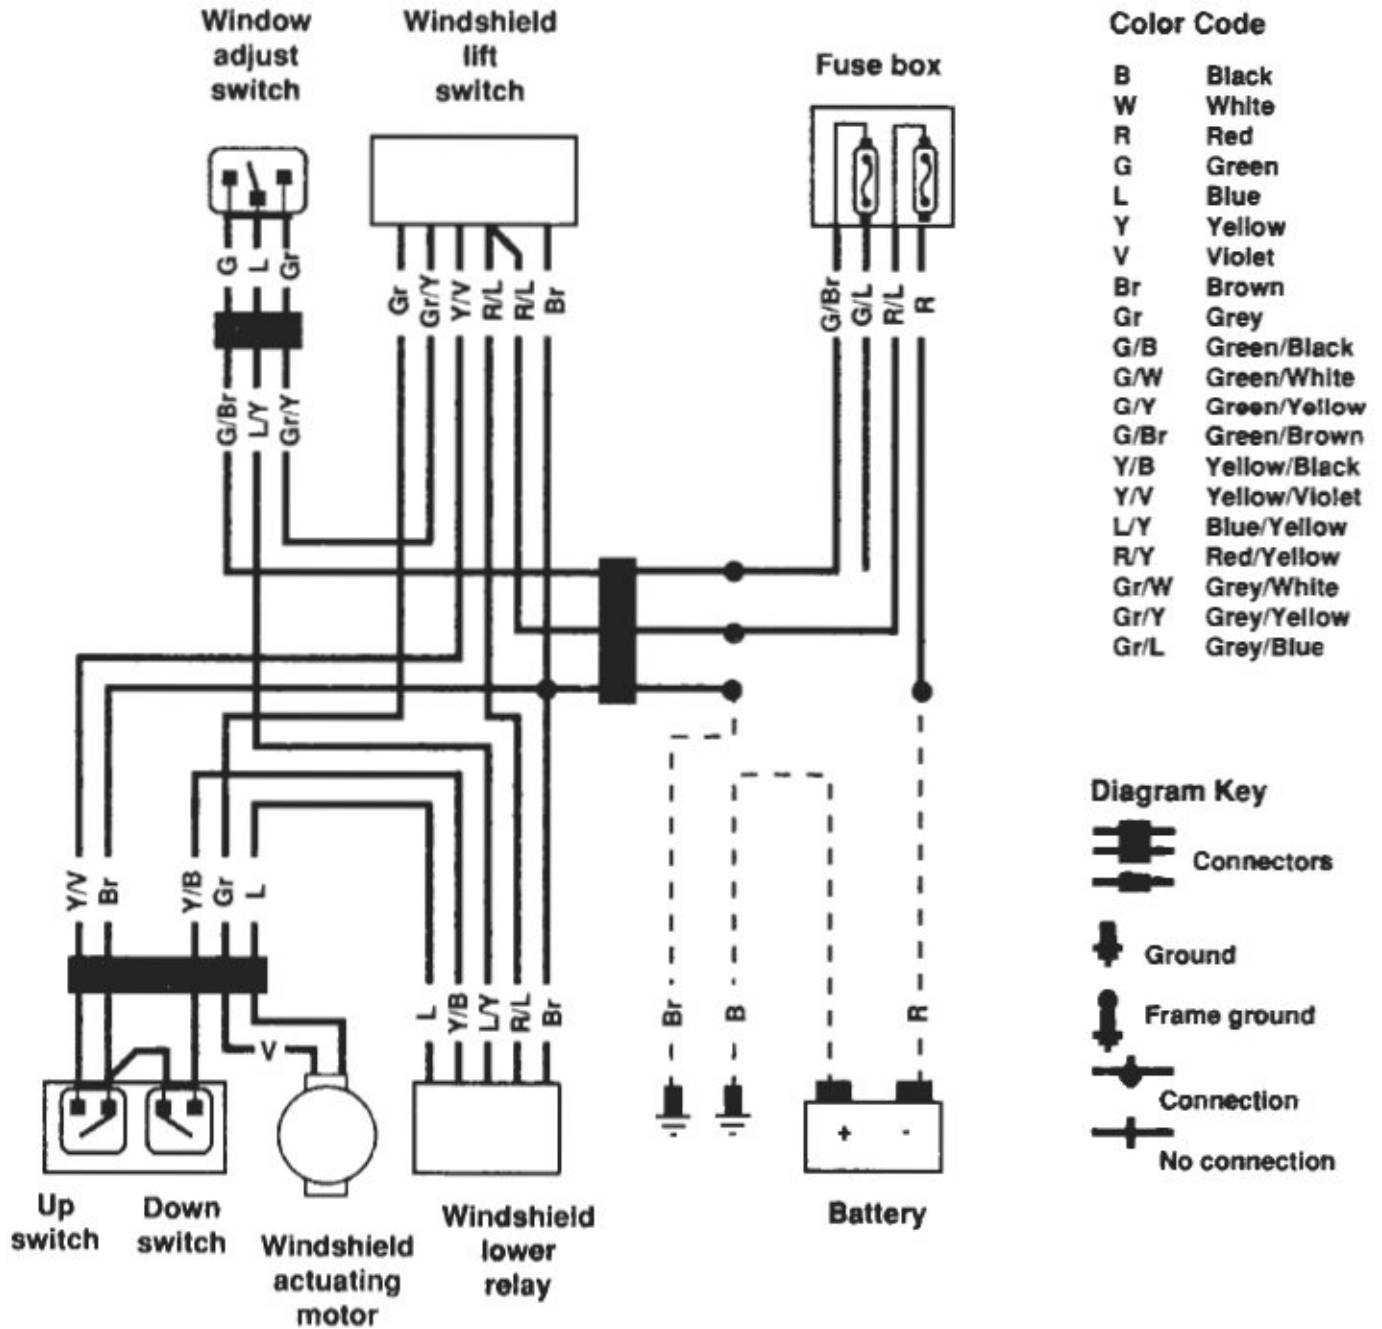 Window
adjust
switch
Windshield
lift
switch
Fuse box
Color Code
B Black
W White
R Red
G Green
L Blue
Y Yellow
V Violet
Br Brown
Gr Grey
G/B Green/Black
G/W Green/White
G/Y Green/Yellow
G/Br Green/Brown
Y/B Yellow/Black
Y/V Yellow/Violet
L/Y Blue/Yellow
R/Y Red/Yellow
Gr/W Grey/White
Gr/Y Grey/Yellow
Gr/L Grey/Blue
G L Gr
Gr Gr/Y Y/V R/L R/L Br
G/Br G/L R/L R
G/Br L/Y Gr/Y
Diagram Key
Connectors
Ground
Frame ground
Connection
No connection
Y/V Br Y/B Gr L
L Y/B L/Y R/L Br
Br B R
V
+ -
Up
switch
Down
switch
Windshield
actuating
motor
Windshield
lower
relay
Battery